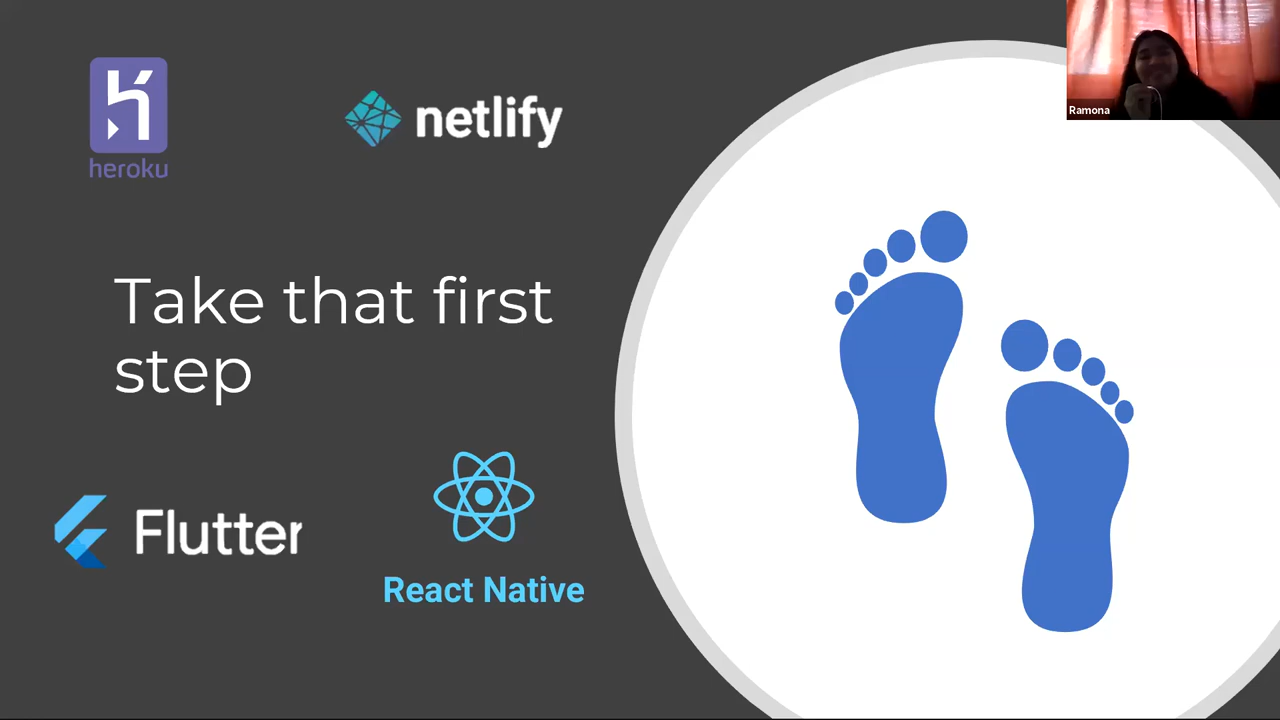 heroku
netlify
Ramona
Take that first
step
Flutter
React Native